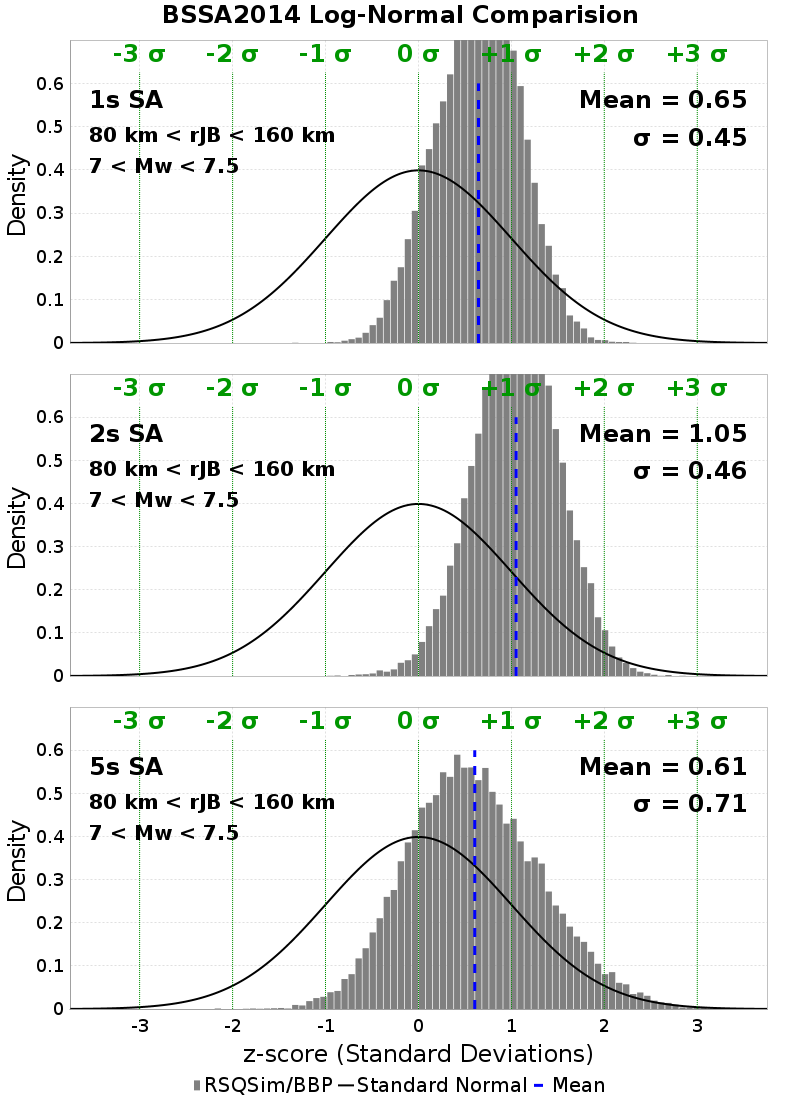 BSSA2014 Log-Normal Comparision
-3 σ -2 σ -1 σ 0 σ +1 σ +2 σ +3 σ
1s SA
Mean = 0.65
80 km < rJB < 160 km
σ = 0.45
7 < Mw < 7.5
Density
0.6
0.5
0.4
0.3
0.2
0.1
0
-3 σ -2 σ -1 σ 0 σ +1 σ +2 σ +3 σ
2s SA
Mean = 1.05
80 km < rJB < 160 km
σ = 0.46
7 < Mw < 7.5
Density
0.6
0.5
0.4
0.3
0.2
0.1
0
-3 σ -2 σ -1 σ 0 σ +1 σ +2 σ +3 σ
5s SA
Mean = 0.61
80 km < rJB < 160 km
σ = 0.71
7 < Mw < 7.5
Density
0.6
0.5
0.4
0.3
0.2
0.1
0
-3 -2 -1 0 1 2 3
z-score (Standard Deviations)
RSQSim/BBP Standard Normal Mean